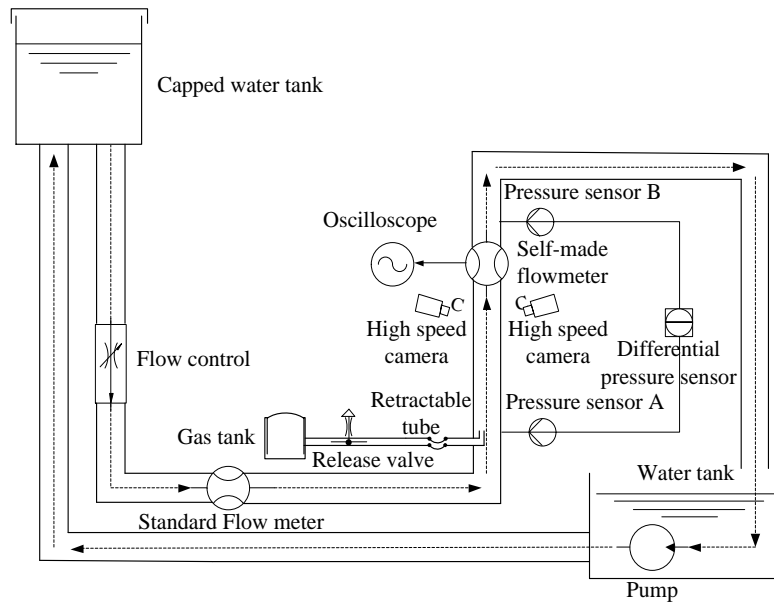 Capped water tank
Pressure sensor B
Oscilloscope
Self-made
flowmeter
C
C
High speed
camera
High speed
camera
Flow control
Differential
pressure sensor
Retractable
tube
Pressure sensor A
Gas tank
Release valve
Water tank
Standard Flow meter
Pump